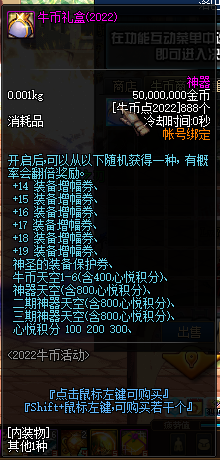 牛币礼盒(2022)
在功能互动菜单中
即可进入
神器
0.001kg
50,000,000金币
[牛币点2022]888个
消耗品
冷却时间:0秒
帐号绑定
开启后,可以从以下随机获得一种, 有概
率会翻倍奖励。
+14 装备增幅券、
+15 装备增幅券、
+16 装备增幅券、
+17 装备增幅券、
+18 装备增幅券、
+19 装备增幅券、
神圣的装备保护券、
牛币天空1-6(含400心悦积分)、
神器天空(含800心悦积分)、
二期神器天空(含800心悦积分)、
三期神器天空(含800心悦积分)、
心悦积分 100 200 300、
出售
<2022牛币活动>
『点击鼠标左键可购买』
『Shift+鼠标左键,可购买若干个』
[内装物]
其他1种